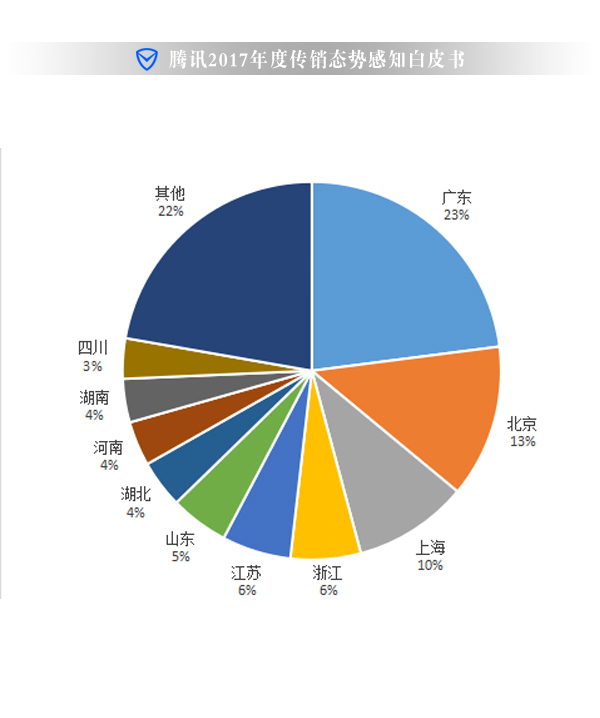 腾讯2017年度传销态势感知白皮书
其他
22%
广东
23%
四川
3%
湖南
4%
北京
13%
河南
4%
湖北
4%
山东
5%
上海
10%
江苏
6%
浙江
6%